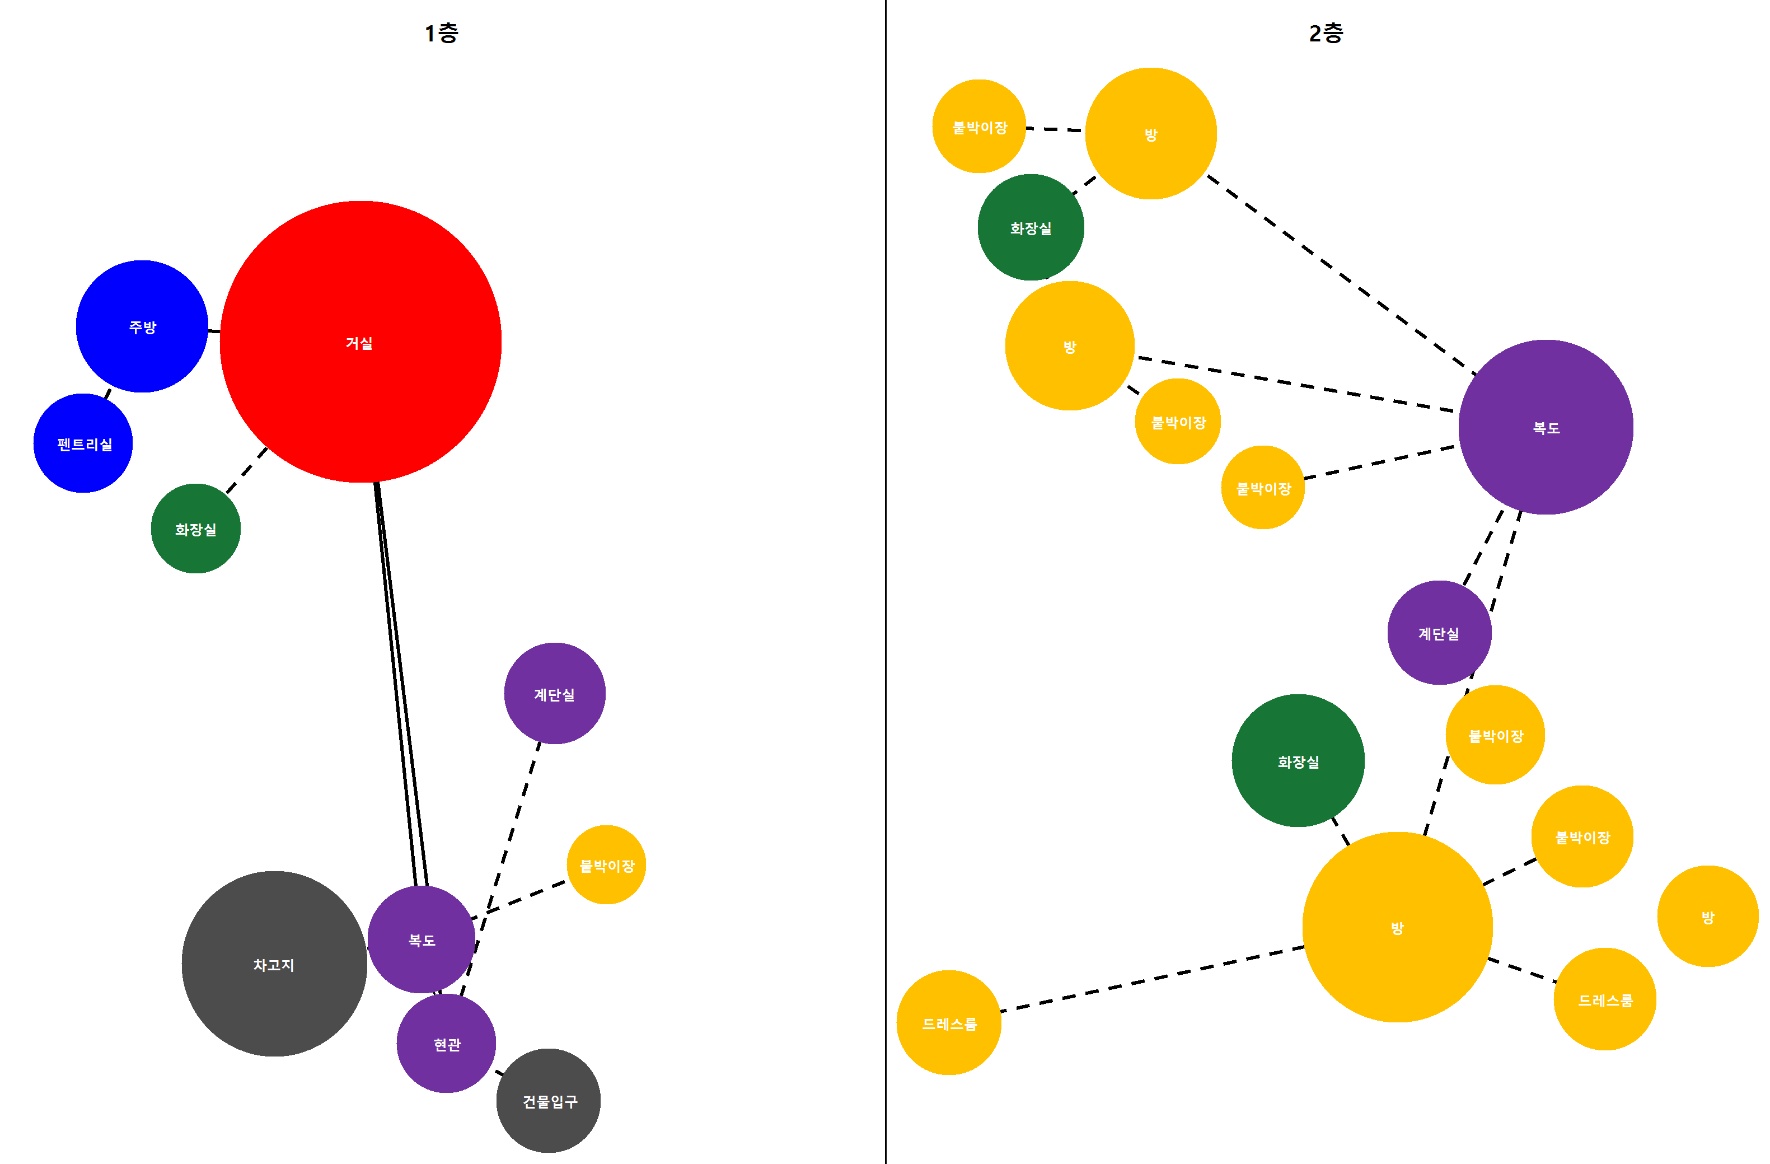 1층
주방
거실
펜트리실
화장실
계단실
붙박이장
복도
차고지
현관
건물입구
2층
붙박이장
방
화장실
방
붙박이장
복도
붙박이장
계단실
붙박이장
화장실
붙박이장
방
방
드레스룸
드레스룸